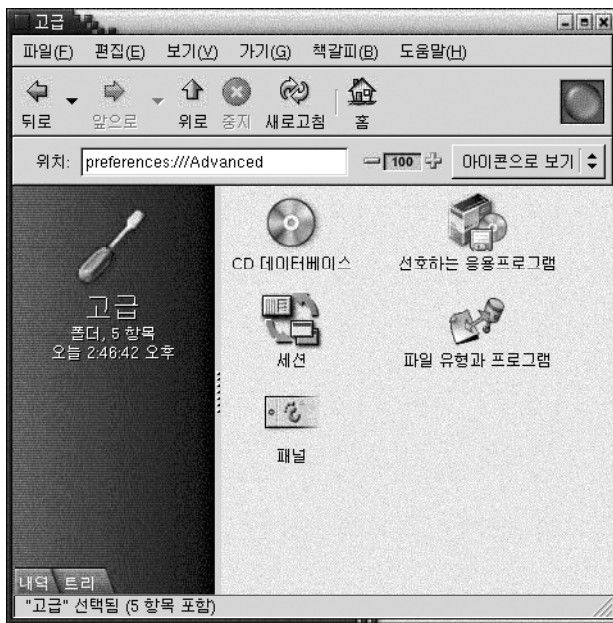 고급
파일(F) 편집(E) 보기(V) 가기(G) 책갈피(B) 도움말(H)
뒤로 앞으로 위로 중지 새로고침 홈
위치: preferences:///Advanced 100 아이콘으로 보기
고급
폴더, 5 항목
오늘 2:46:42 오후
CD 데이터베이스 선호하는 응용프로그램
세션 파일 유형과 프로그램
패널
내역 트리
"고급" 선택됨 (5 항목 포함)